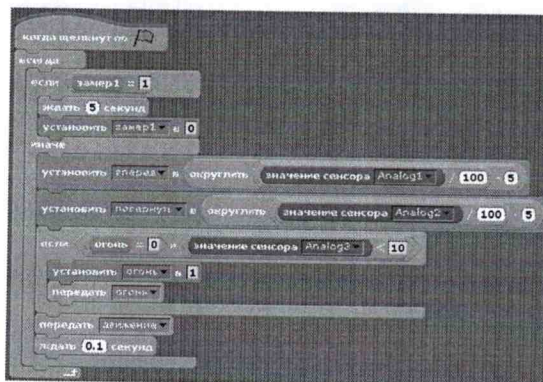 когда щелкнут по
всегда
если замер1 = 1
ждать 5 секунд
установить замер1 в 0
иначе
установить вперед в округлить значение сенсора Analog1 / 100 - 5
установить повернуть в округлить значение сенсора Analog2 / 100 - 5
если огонь = 0 и значение сенсора Analog3 < 10
установить огонь в 1
передать огонь
передать движение
ждать 0.1 секунд